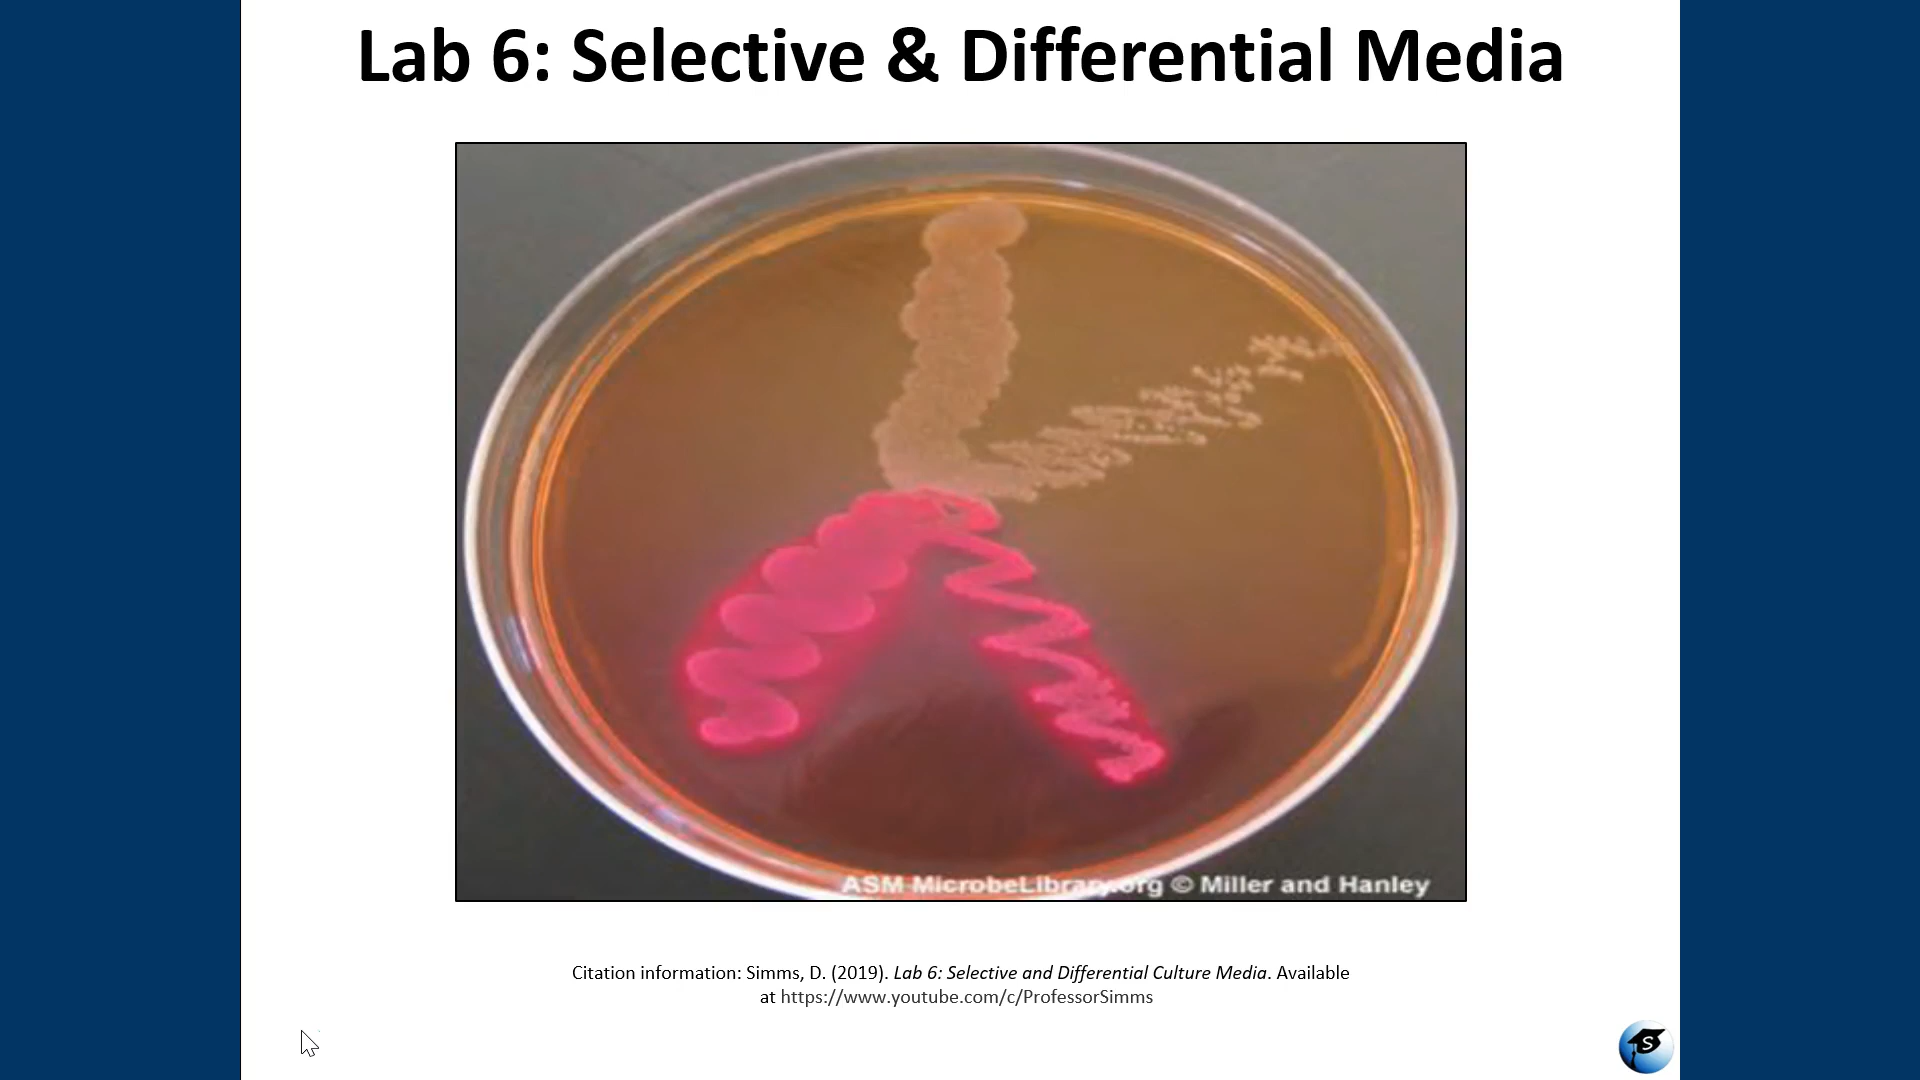 Lab 6: Selective & Differential Media
ASM MicrobeLibrary.org © Miller and Hanley
Citation information: Simms, D. (2019). Lab 6: Selective and Differential Culture Media. Available
at https://www.youtube.com/c/ProfessorSimms
S